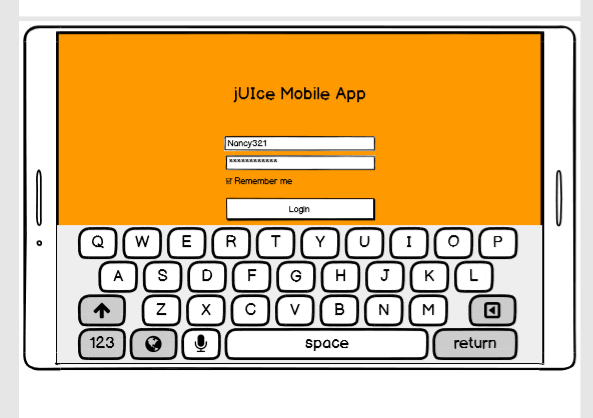 jUIce Mobile App
Nancy321
************
Remember me
Login
Q W E R T Y U I O P
A S D F G H J K L
Z X C V B N M
123 space return